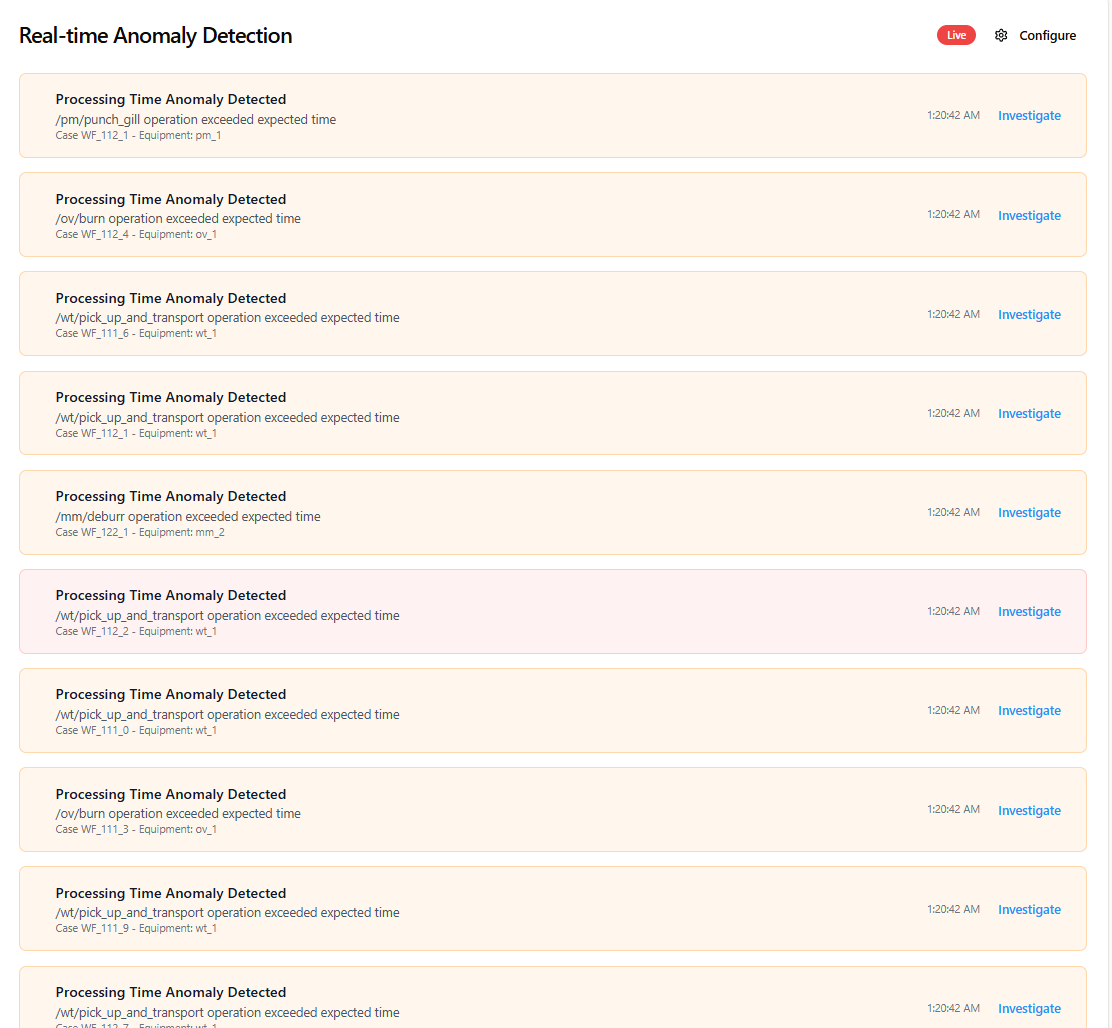 Real-time Anomaly Detection
Live
Configure
Processing Time Anomaly Detected
/pm/punch_gill operation exceeded expected time
Case WF_112_1 - Equipment: pm_1
1:20:42 AM
Investigate
Processing Time Anomaly Detected
/ov/burn operation exceeded expected time
Case WF_112_4 - Equipment: ov_1
1:20:42 AM
Investigate
Processing Time Anomaly Detected
/wt/pick_up_and_transport operation exceeded expected time
Case WF_111_6 - Equipment: wt_1
1:20:42 AM
Investigate
Processing Time Anomaly Detected
/wt/pick_up_and_transport operation exceeded expected time
Case WF_112_1 - Equipment: wt_1
1:20:42 AM
Investigate
Processing Time Anomaly Detected
/mm/deburr operation exceeded expected time
Case WF_122_1 - Equipment: mm_2
1:20:42 AM
Investigate
Processing Time Anomaly Detected
/wt/pick_up_and_transport operation exceeded expected time
Case WF_112_2 - Equipment: wt_1
1:20:42 AM
Investigate
Processing Time Anomaly Detected
/wt/pick_up_and_transport operation exceeded expected time
Case WF_111_0 - Equipment: wt_1
1:20:42 AM
Investigate
Processing Time Anomaly Detected
/ov/burn operation exceeded expected time
Case WF_111_3 - Equipment: ov_1
1:20:42 AM
Investigate
Processing Time Anomaly Detected
/wt/pick_up_and_transport operation exceeded expected time
Case WF_111_9 - Equipment: wt_1
1:20:42 AM
Investigate
Processing Time Anomaly Detected
/wt/pick_up_and_transport operation exceeded expected time
Case WF_112_7 - Equipment: wt_1
1:20:42 AM
Investigate